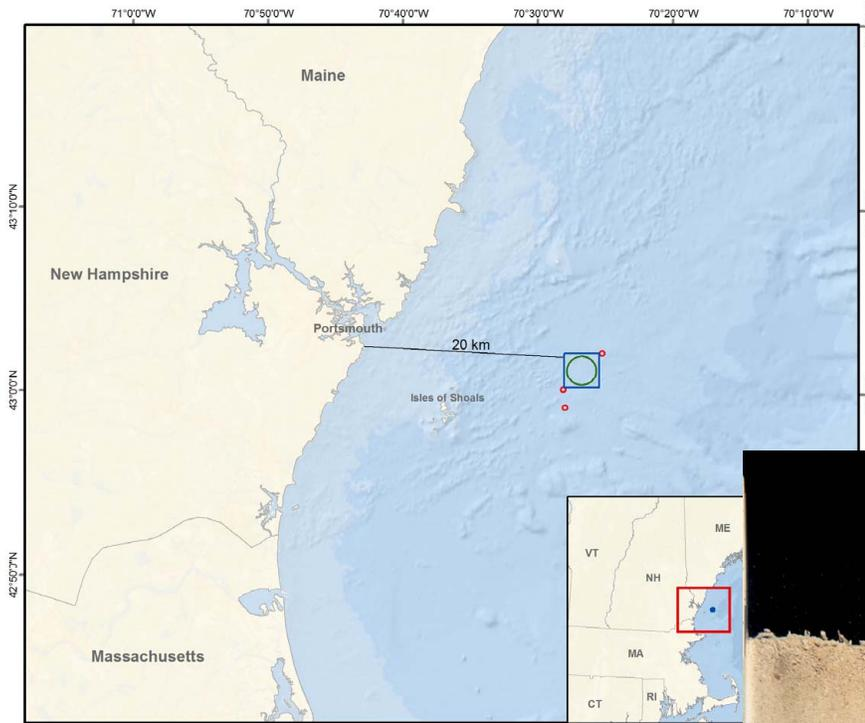 71°0'0"W 70°50'0"W 70°40'0"W 70°30'0"W 70°20'0"W 70°10'0"W
Maine
43°10'0"N
New Hampshire
Portsmouth
20 km
43°0'0"N
Isles of Shoals
42°50'7"N
ME
VT
NH
MA
Massachusetts
CT
RI